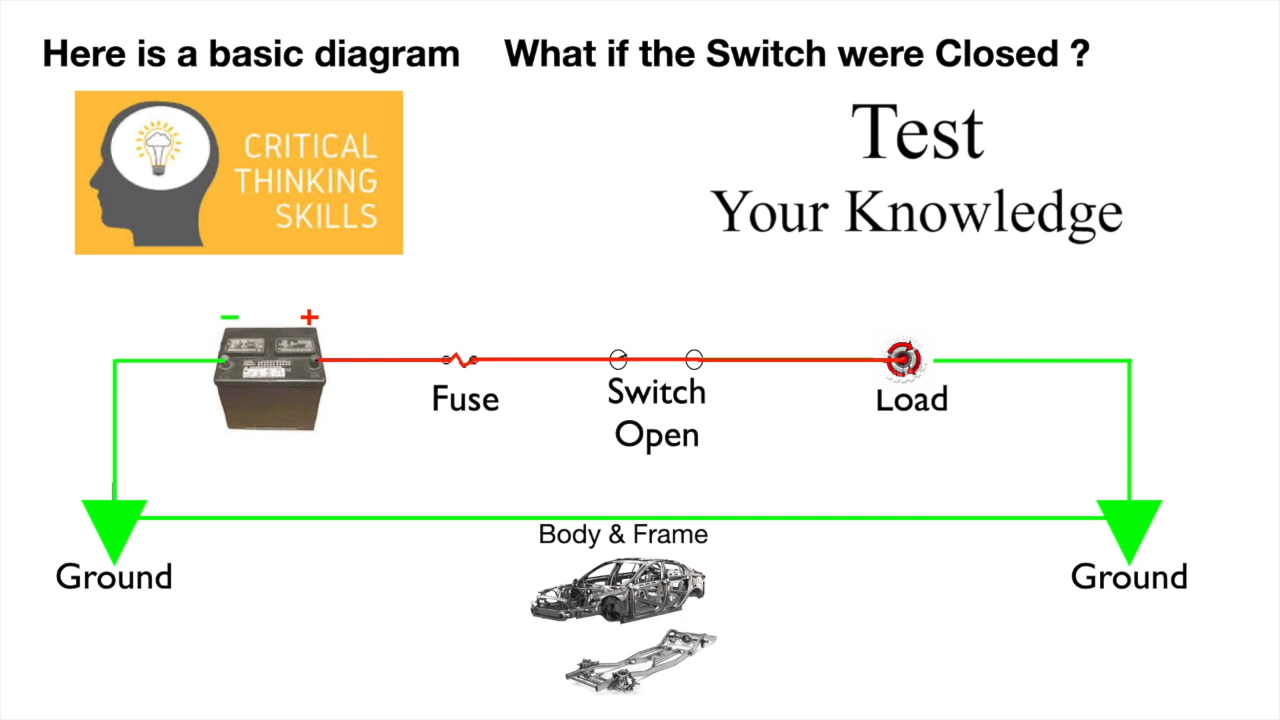 Here is a basic diagram
What if the Switch were Closed ?
CRITICAL
THINKING
SKILLS
Test
Your Knowledge
− +
Fuse
Switch
Open
Load
Body & Frame
Ground
Ground